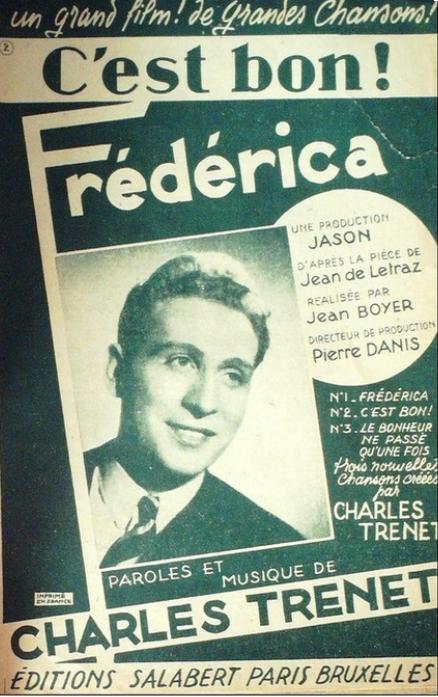 un grand film! de Grandes Chansons!
2
C'est bon!
Frédérica
UNE PRODUCTION
JASON
D'APRÈS LA PIÈCE DE
Jean de Letraz
RÉALISÉE PAR
Jean BOYER
DIRECTEUR DE PRODUCTION
Pierre DANIS
N°1_FRÉDÉRICA
N°2_C'EST BON!
N°3_LE BONHEUR
NE PASSE
QU'UNE FOIS
trois nouvelles
Chansons créées
par
CHARLES
TRENET
PAROLES ET MUSIQUE DE
IMPRIMÉ
EN FRANCE
CHARLES TRENET
ÉDITIONS SALABERT PARIS BRUXELLES